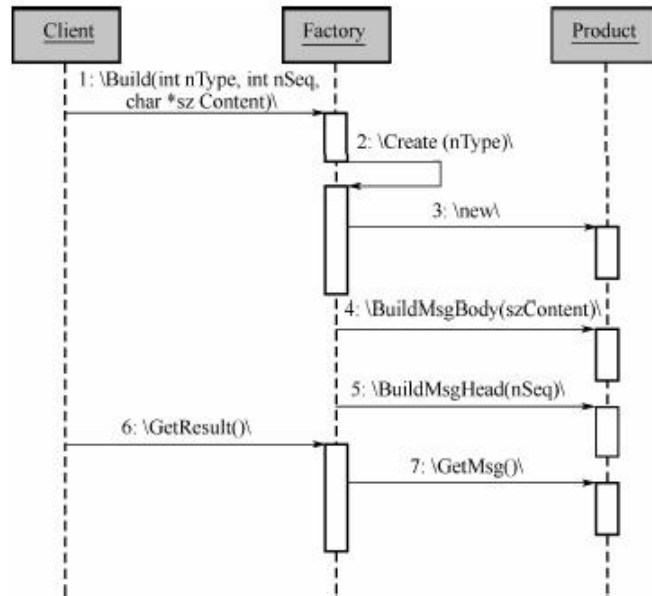 Client
Factory
Product
1: \Build(int nType, int nSeq,
char *sz Content)\
2: \Create (nType)\
3: \new\
4: \BuildMsgBody(szContent)\
5: \BuildMsgHead(nSeq)\
6: \GetResult()\
7: \GetMsg()\